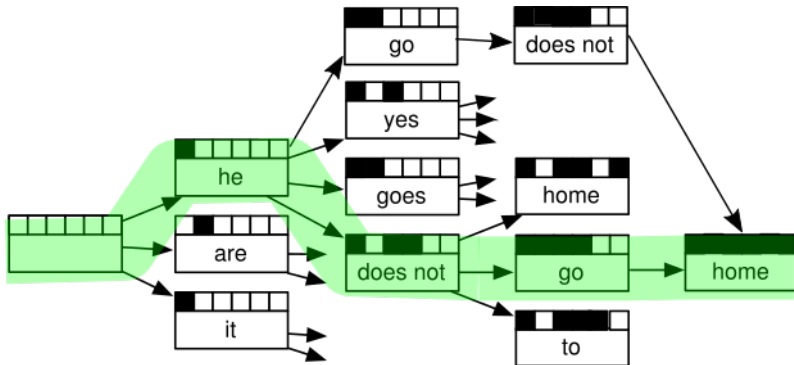 go
does not
yes
he
goes
home
are
does not
go
home
it
to